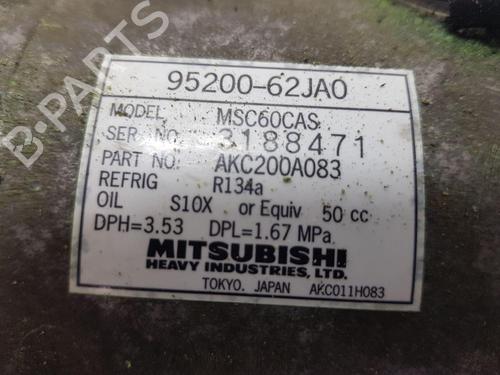 95200-62JA0
MODEL MSC60CAS
SER NO. 3188471
PART NO. AKC200A083
REFRIG R134a
OIL S10X or Equiv 50 cc
DPH=3.53 DPL=1.67 MPa
MITSUBISHI
HEAVY INDUSTRIES, LTD.
TOKYO. JAPAN AKC011H083
B-PARTS